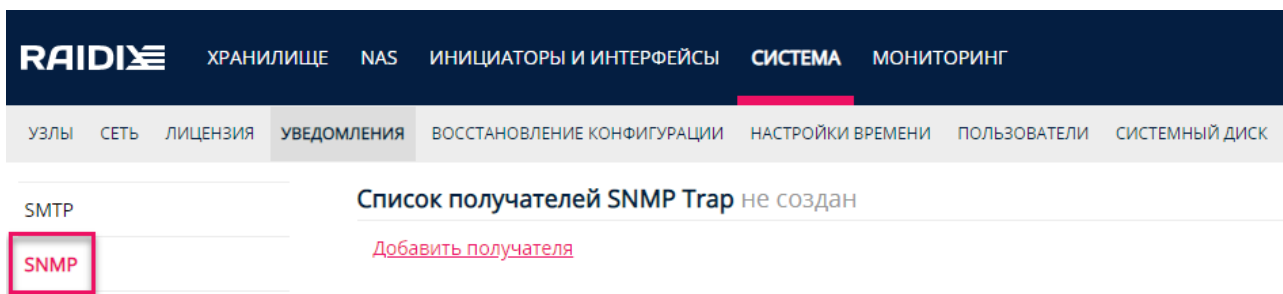 RAIDIX ХРАНИЛИЩЕ NAS ИНИЦИАТОРЫ И ИНТЕРФЕЙСЫ СИСТЕМА МОНИТОРИНГ
УЗЛЫ СЕТЬ ЛИЦЕНЗИЯ УВЕДОМЛЕНИЯ ВОССТАНОВЛЕНИЕ КОНФИГУРАЦИИ НАСТРОЙКИ ВРЕМЕНИ ПОЛЬЗОВАТЕЛИ СИСТЕМНЫЙ ДИСК
SMTP
SNMP
Список получателей SNMP Trap не создан
Добавить получателя